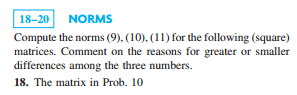 18–20 NORMS
Compute the norms (9), (10), (11) for the following (square)
matrices. Comment on the reasons for greater or smaller
differences among the three numbers.
18. The matrix in Prob. 10